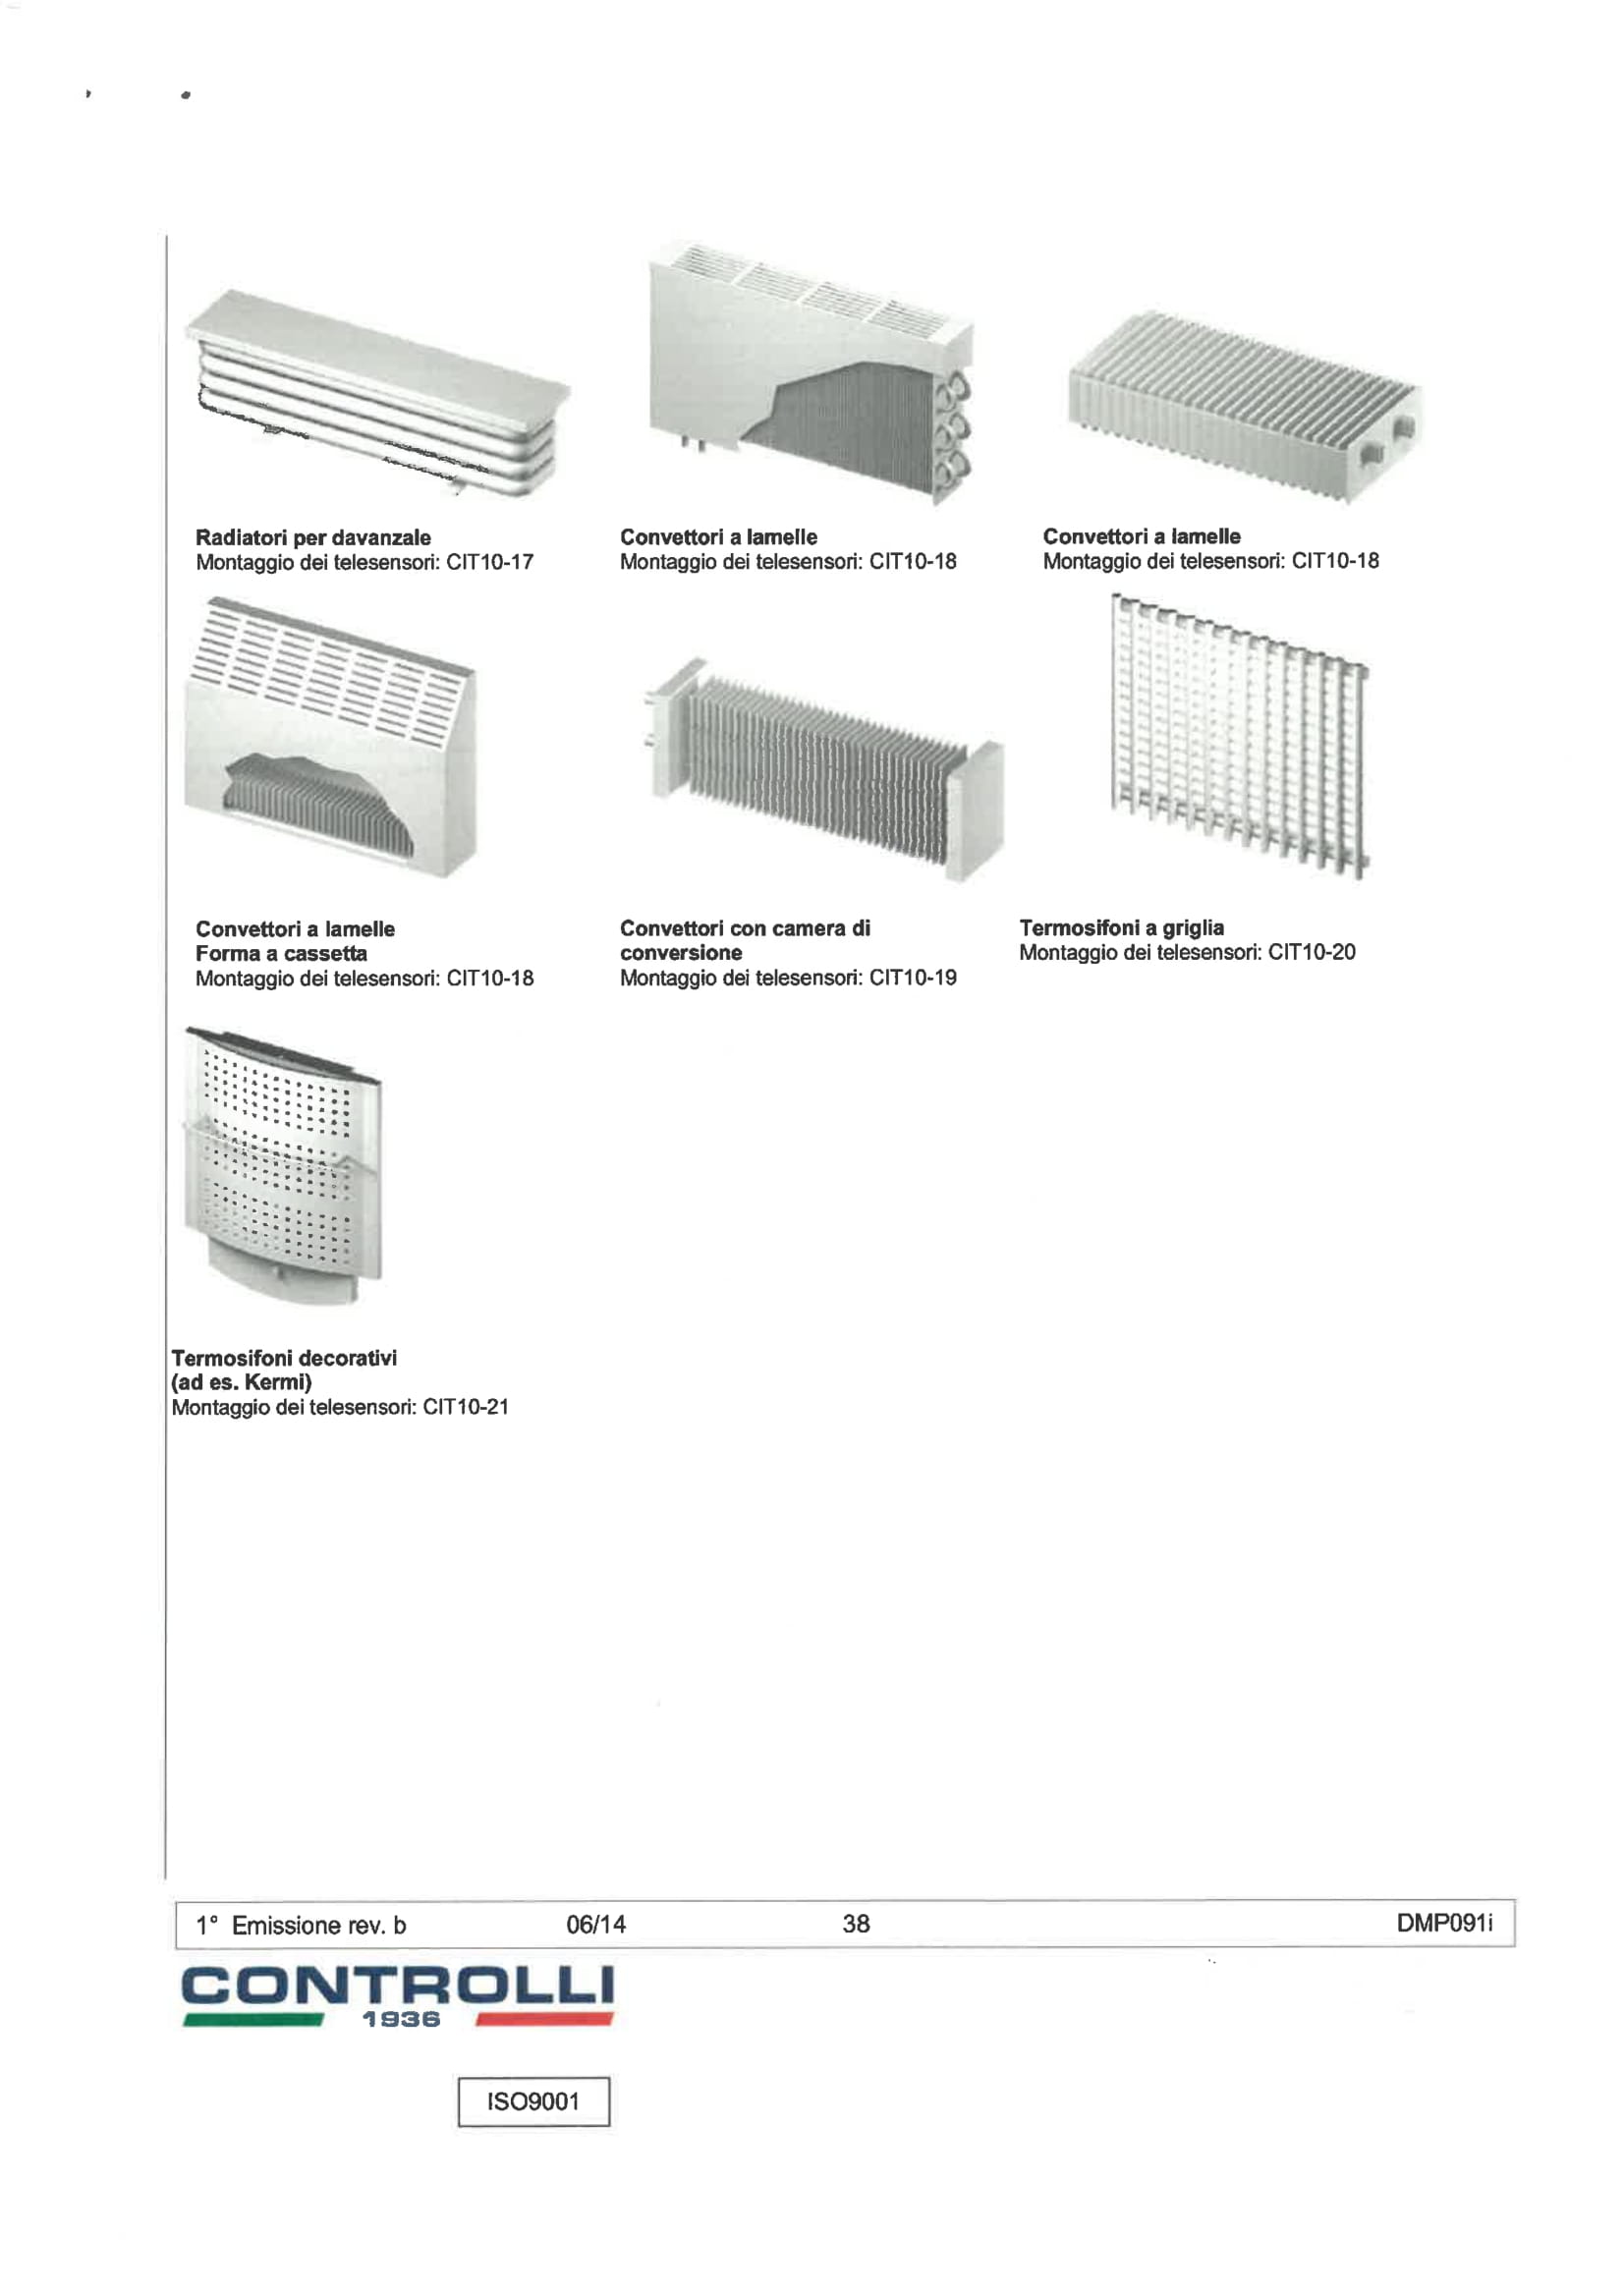 Radiatori per davanzale
Montaggio dei telesensori: CIT10-17
Convettori a lamelle
Montaggio dei telesensori: CIT10-18
Convettori a lamelle
Montaggio dei telesensori: CIT10-18
Convettori a lamelle
Forma a cassetta
Montaggio dei telesensori: CIT10-18
Convettori con camera di
conversione
Montaggio dei telesensori: CIT10-19
Termosifoni a griglia
Montaggio dei telesensori: CIT10-20
Termosifoni decorativi
(ad es. Kermi)
Montaggio dei telesensori: CIT10-21
1° Emissione rev. b 06/14 38 DMP091i
CONTROLLI
1936
ISO9001